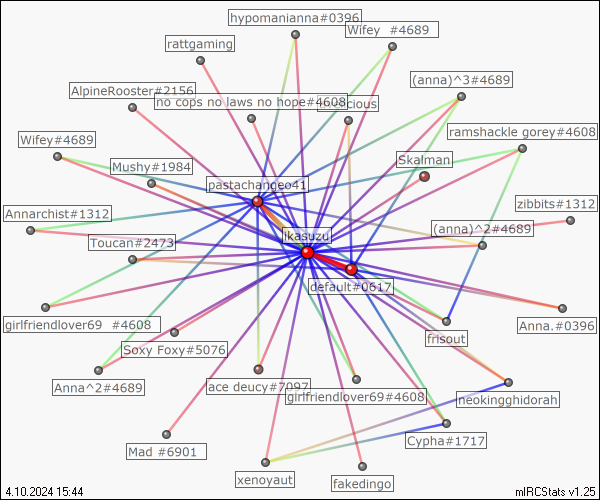 hypomanianna#0396
Wifey #4689
rattgaming
(anna)^3#4689
AlpineRooster#2156
no cops no laws no hope#4608
ramshackle gorey#4608
Wifey#4689
Mushy#1984
Skalman
pastachangeo41
zibbits#1312
Annarchist#1312
(anna)^2#4689
Toucan#2473
ikasuzu
default#0617
girlfriendlover69 #4608
Anna.#0396
frisout
Soxy Foxy#5076
Anna^2#4689
ace deucy#7097
girlfriendlover69#4608
neokingghidorah
Cypha#1717
Mad #6901
xenoyaut
fakedingo
4.10.2024 15:44
mIRCStats v1.25